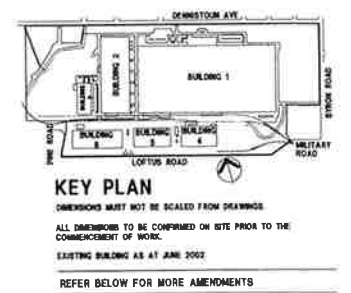 DENNISTOUN AVE
BUILDING 2
BUILDING 1
BUILDING
BYRON ROAD
PINE ROAD
BUILDING
BUILDING
5
BUILDING
4
MILITARY
ROAD
LOFTUS ROAD
KEY PLAN
DIMENSIONS MUST NOT BE SCALED FROM DRAWINGS
ALL DIMENSIONS TO BE CONFIRMED ON SITE PRIOR TO THE
COMMENCEMENT OF WORK.
EXISTING BUILDING AS AT JUNE 2002
REFER BELOW FOR MORE AMENDMENTS